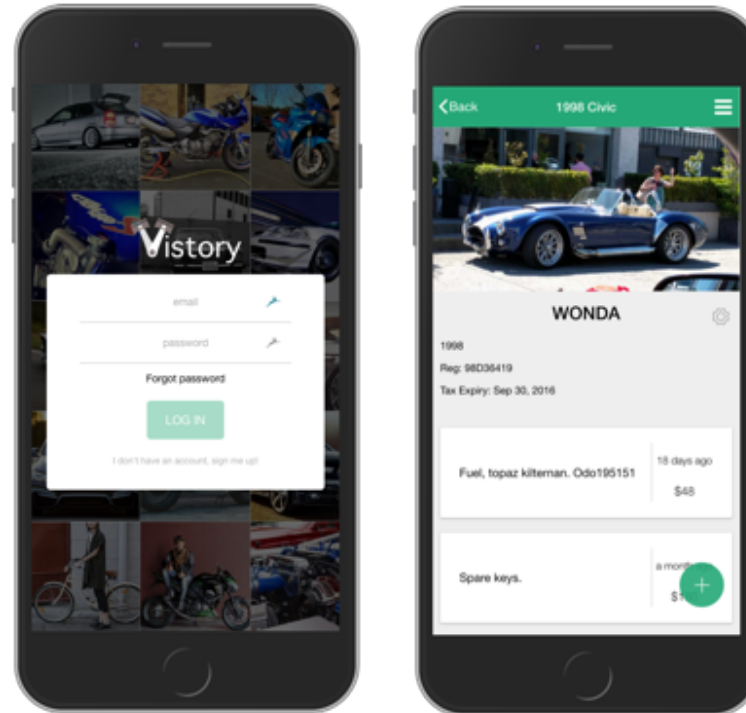 Vistory
email
password
Forgot password
LOG IN
I don't have an account, sign me up!
Back
1998 Civic
WONDA
1998
Reg: 98D36419
Tax Expiry: Sep 30, 2016
Fuel, topaz kilternan. Odo195151
18 days ago
$48
Spare keys.
a month